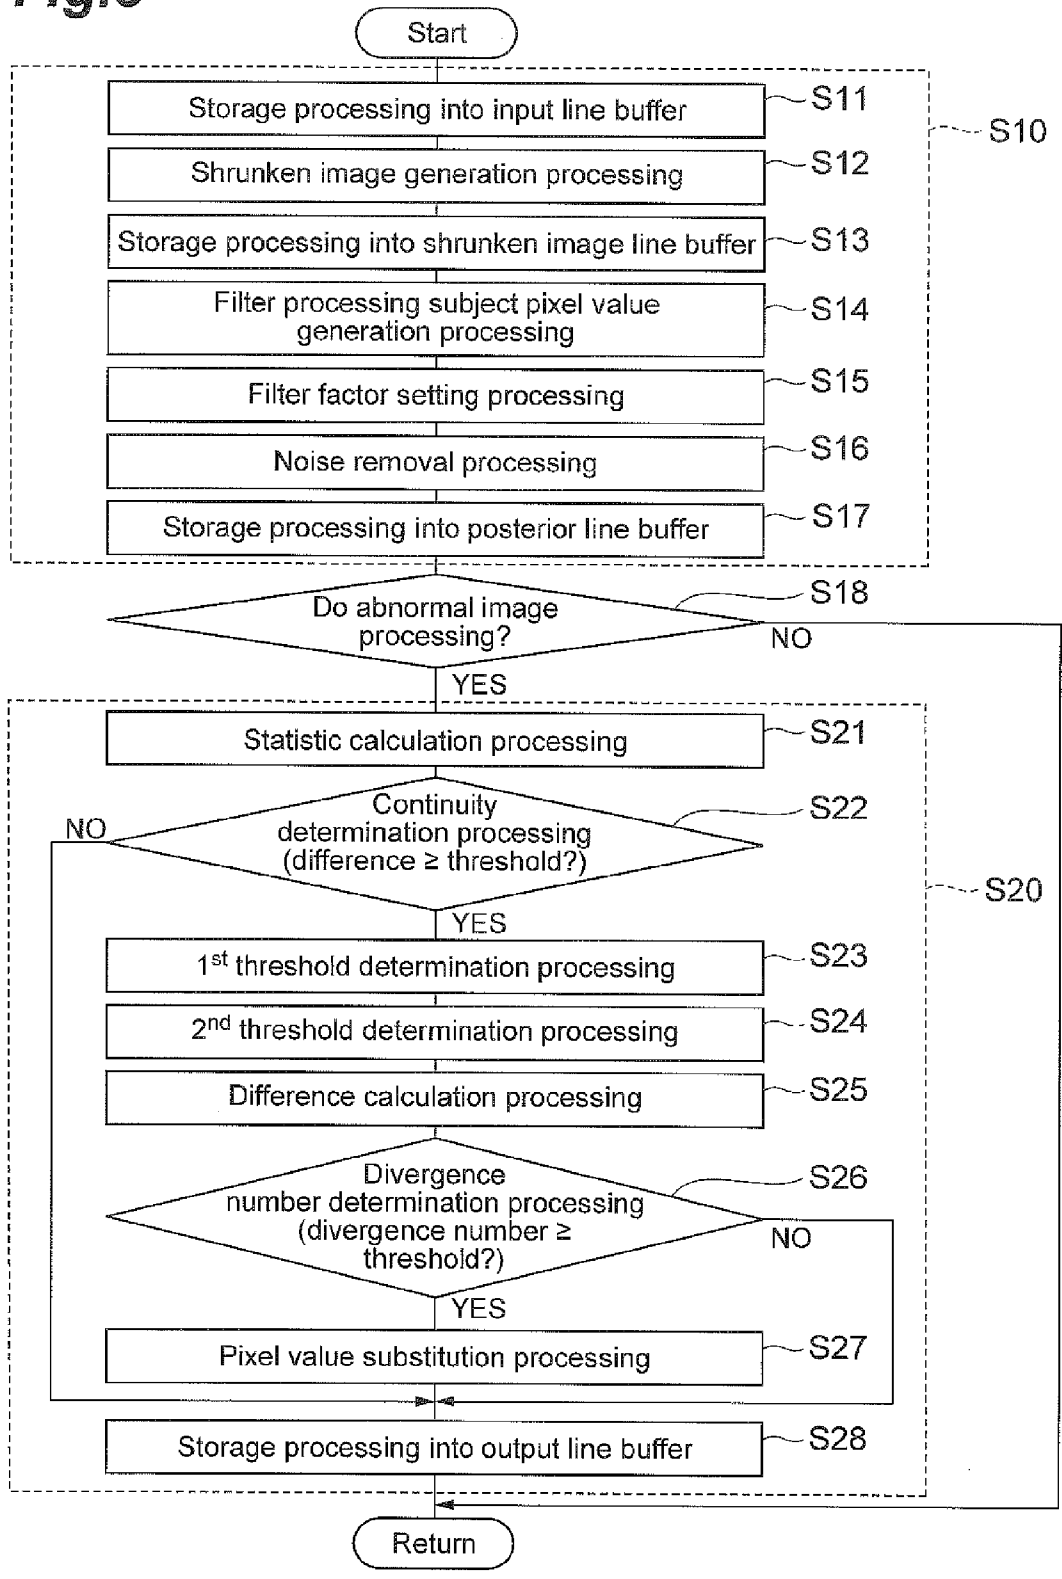 Start
Storage processing into input line buffer
S11
S10
Shrunken image generation processing
S12
Storage processing into shrunken image line buffer
S13
Filter processing subject pixel value
generation processing
S14
Filter factor setting processing
S15
Noise removal processing
S16
Storage processing into posterior line buffer
S17
Do abnormal image
processing?
S18
NO
YES
Statistic calculation processing
S21
Continuity
determination processing
(difference ≥ threshold?)
S22
NO
S20
YES
1st threshold determination processing
S23
2nd threshold determination processing
S24
Difference calculation processing
S25
Divergence
number determination processing
(divergence number ≥
threshold?)
S26
NO
YES
Pixel value substitution processing
S27
Storage processing into output line buffer
S28
Return